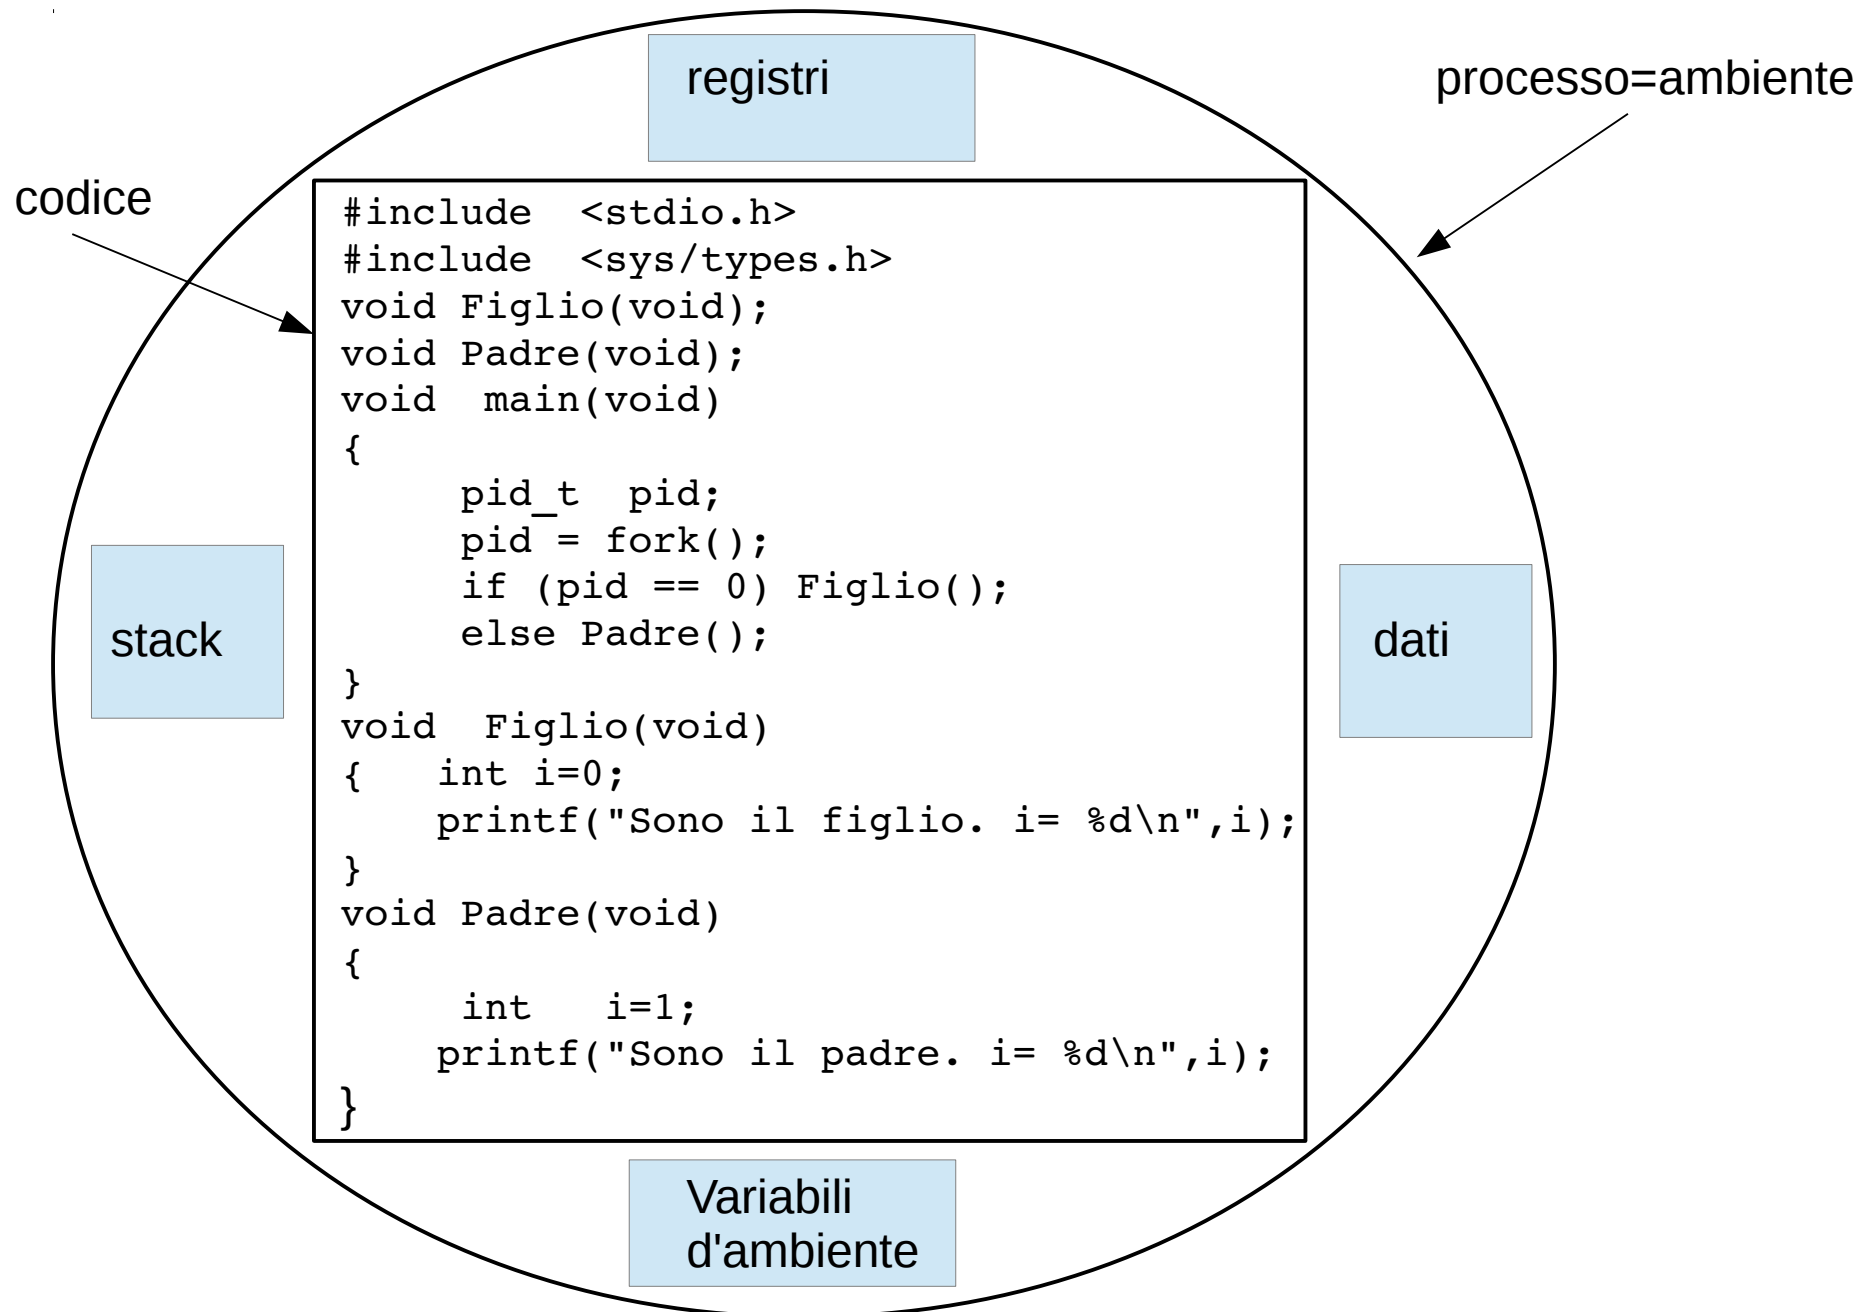 registri
processo=ambiente
codice
#include  <stdio.h>
#include  <sys/types.h>
void Figlio(void);
void Padre(void);
void  main(void)
{
     pid_t  pid;
     pid = fork();
     if (pid == 0) Figlio();
     else Padre();
}
void  Figlio(void)
{   int i=0;
    printf("Sono il figlio. i= %d\n",i);
}
void Padre(void)
{
     int   i=1;
    printf("Sono il padre. i= %d\n",i);
}
stack
dati
Variabili
d'ambiente